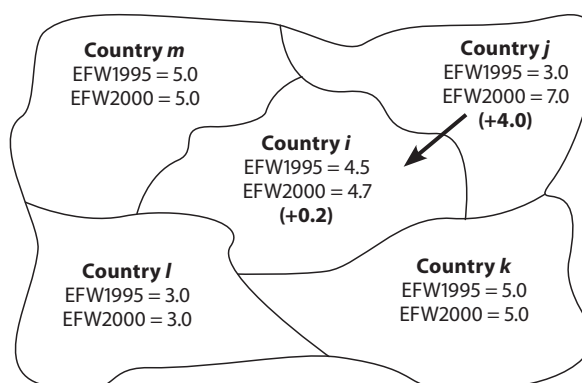 Country m
EFW1995 = 5.0
EFW2000 = 5.0
Country j
EFW1995 = 3.0
EFW2000 = 7.0
(+4.0)
Country i
EFW1995 = 4.5
EFW2000 = 4.7
(+0.2)
Country l
EFW1995 = 3.0
EFW2000 = 3.0
Country k
EFW1995 = 5.0
EFW2000 = 5.0